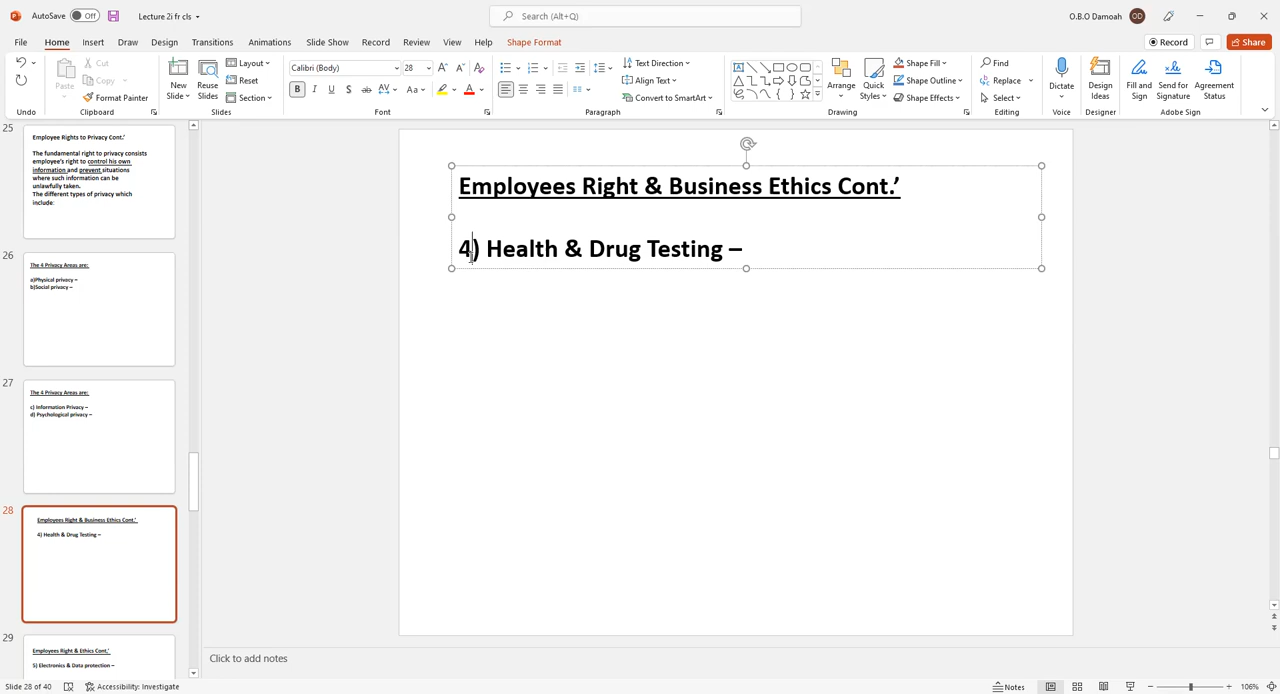 AutoSave Off
Lecture 2i fr cls
Search (Alt+Q)
O.B.O Damoah
OD
File Home Insert Draw Design Transitions Animations Slide Show Record Review View Help Shape Format
Record
Share
Undo
Paste
Cut
Copy
Format Painter
Clipboard
New Slide
Reuse Slides
Layout
Reset
Section
Slides
Calibri (Body) 28
Font
Paragraph
Text Direction
Align Text
Convert to SmartArt
Arrange
Quick Styles
Shape Fill
Shape Outline
Shape Effects
Drawing
Find
Replace
Select
Editing
Dictate
Voice
Design Ideas
Designer
Fill and Sign
Send for Signature
Agreement Status
Adobe Sign
25
Employee Rights to Privacy Cont.’
The fundamental right to privacy consists
employee's right to control his own
information and prevent situations
where such information can be
unlawfully taken.
The different types of privacy which
include:
26
The 4 Privacy Areas are:
a)Physical privacy –
b)Social privacy –
27
The 4 Privacy Areas are:
c) Information Privacy –
d) Psychological privacy –
28
Employees Right & Business Ethics Cont.’
4) Health & Drug Testing –
29
Employees Right & Ethics Cont.’
5) Electronics & Data protection –
Employees Right & Business Ethics Cont.’
4) Health & Drug Testing –
Click to add notes
Slide 28 of 40
Accessibility: Investigate
Notes
106%